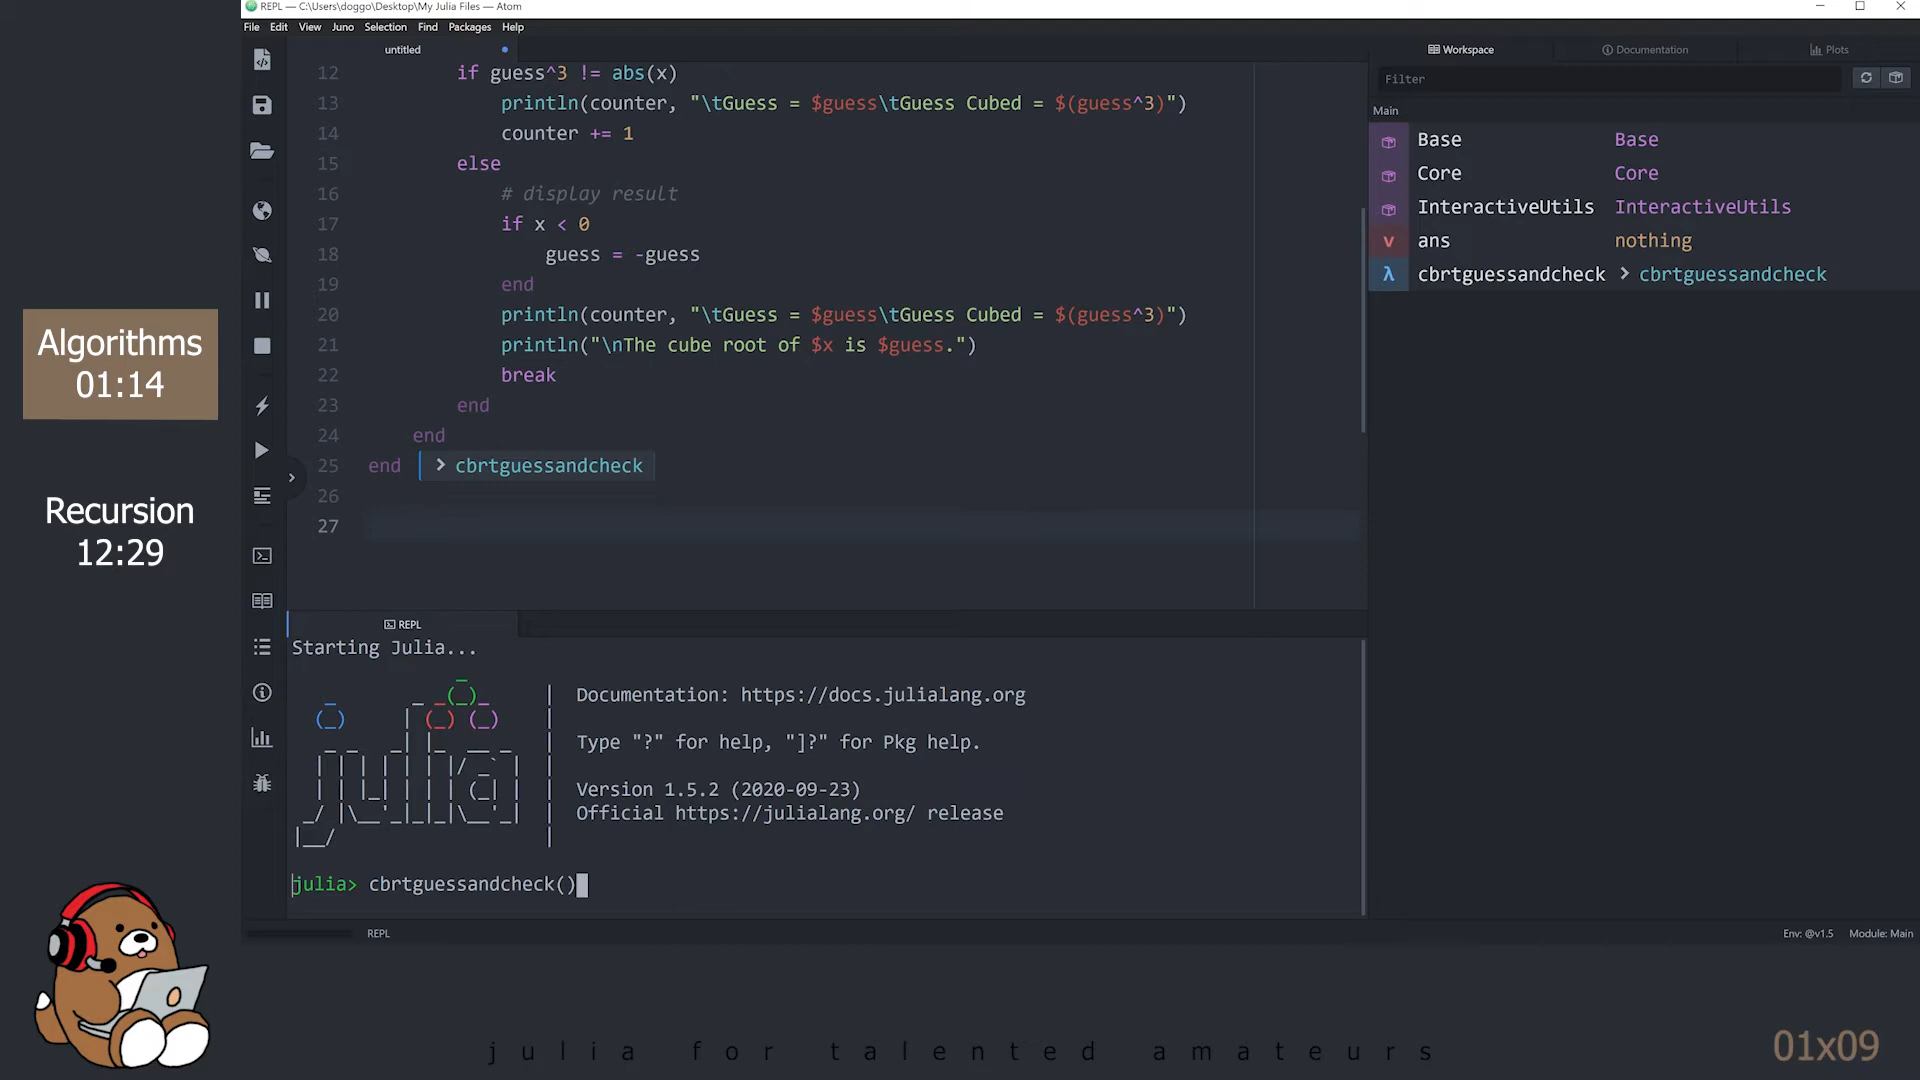 REPL — C:\Users\doggo\Desktop\My Julia Files — Atom
File Edit View Juno Selection Find Packages Help
untitled
12 if guess^3 != abs(x)
13 println(counter, "\tGuess = $guess\tGuess Cubed = $(guess^3)")
14 counter += 1
15 else
16 # display result
17 if x < 0
18 guess = -guess
19 end
20 println(counter, "\tGuess = $guess\tGuess Cubed = $(guess^3)")
21 println("\nThe cube root of $x is $guess.")
22 break
23 end
24 end
25 end > cbrtguessandcheck
26
27
Workspace Documentation Plots
Filter
Main
Base Base
Core Core
InteractiveUtils InteractiveUtils
v ans nothing
λ cbrtguessandcheck > cbrtguessandcheck
Algorithms
01:14
Recursion
12:29
REPL
Starting Julia...
julia
Documentation: https://docs.julialang.org
Type "?" for help, "]?" for Pkg help.
Version 1.5.2 (2020-09-23)
Official https://julialang.org/ release
julia> cbrtguessandcheck()
REPL
Env: @v1.5 Module: Main
julia for talented amateurs
01x09